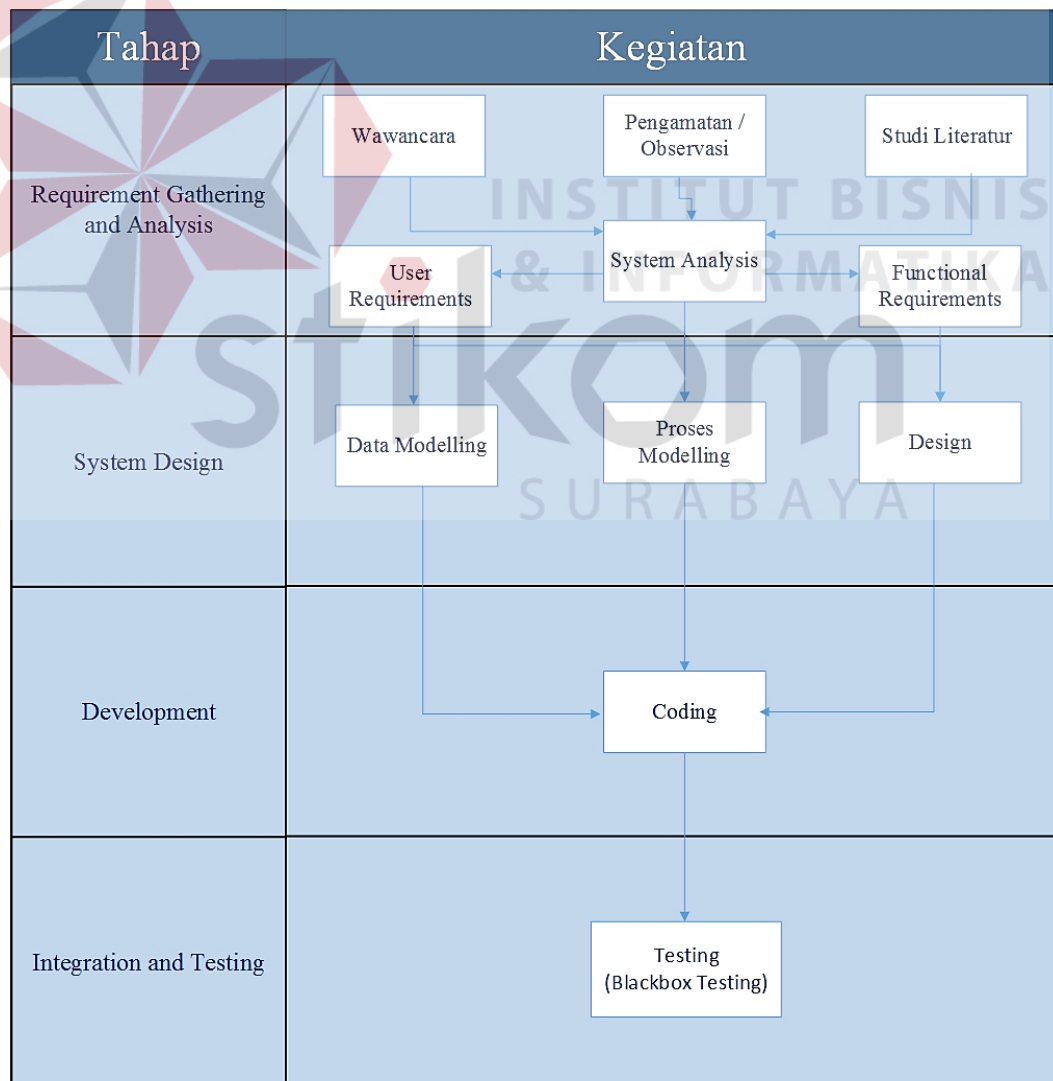 Tahap
Kegiatan
Requirement Gathering
and Analysis
Wawancara
Pengamatan /
Observasi
Studi Literatur
System Analysis
User
Requirements
Functional
Requirements
System Design
Data Modelling
Proses
Modelling
Design
Development
Coding
Integration and Testing
Testing
(Blackbox Testing)
INSTITUT BISNIS
& INFORMATIKA
stikom
SURABAYA